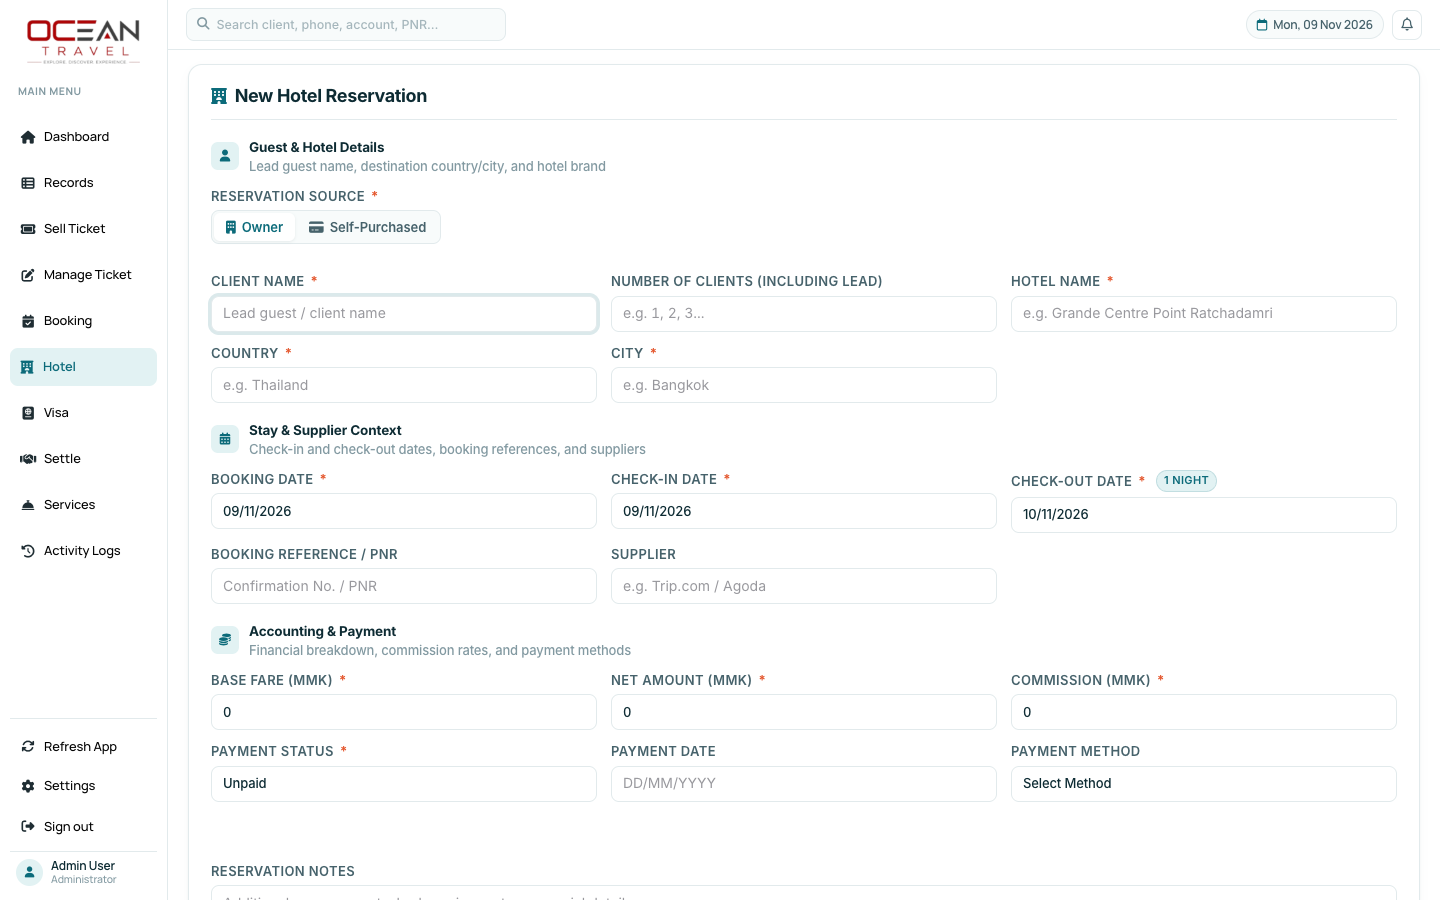 OCEAN
TRAVEL
EXPLORE. DISCOVER. EXPERIENCE
Search client, phone, account, PNR...
Mon, 09 Nov 2026
MAIN MENU
Dashboard
Records
Sell Ticket
Manage Ticket
Booking
Hotel
Visa
Settle
Services
Activity Logs
Refresh App
Settings
Sign out
Admin User
Administrator
New Hotel Reservation
Guest & Hotel Details
Lead guest name, destination country/city, and hotel brand
RESERVATION SOURCE *
Owner Self-Purchased
CLIENT NAME * NUMBER OF CLIENTS (INCLUDING LEAD) HOTEL NAME *
Lead guest / client name e.g. 1, 2, 3... e.g. Grande Centre Point Ratchadamri
COUNTRY * CITY *
e.g. Thailand e.g. Bangkok
Stay & Supplier Context
Check-in and check-out dates, booking references, and suppliers
BOOKING DATE * CHECK-IN DATE * CHECK-OUT DATE * 1 NIGHT
09/11/2026 09/11/2026 10/11/2026
BOOKING REFERENCE / PNR SUPPLIER
Confirmation No. / PNR e.g. Trip.com / Agoda
Accounting & Payment
Financial breakdown, commission rates, and payment methods
BASE FARE (MMK) * NET AMOUNT (MMK) * COMMISSION (MMK) *
0 0 0
PAYMENT STATUS * PAYMENT DATE PAYMENT METHOD
Unpaid DD/MM/YYYY Select Method
RESERVATION NOTES